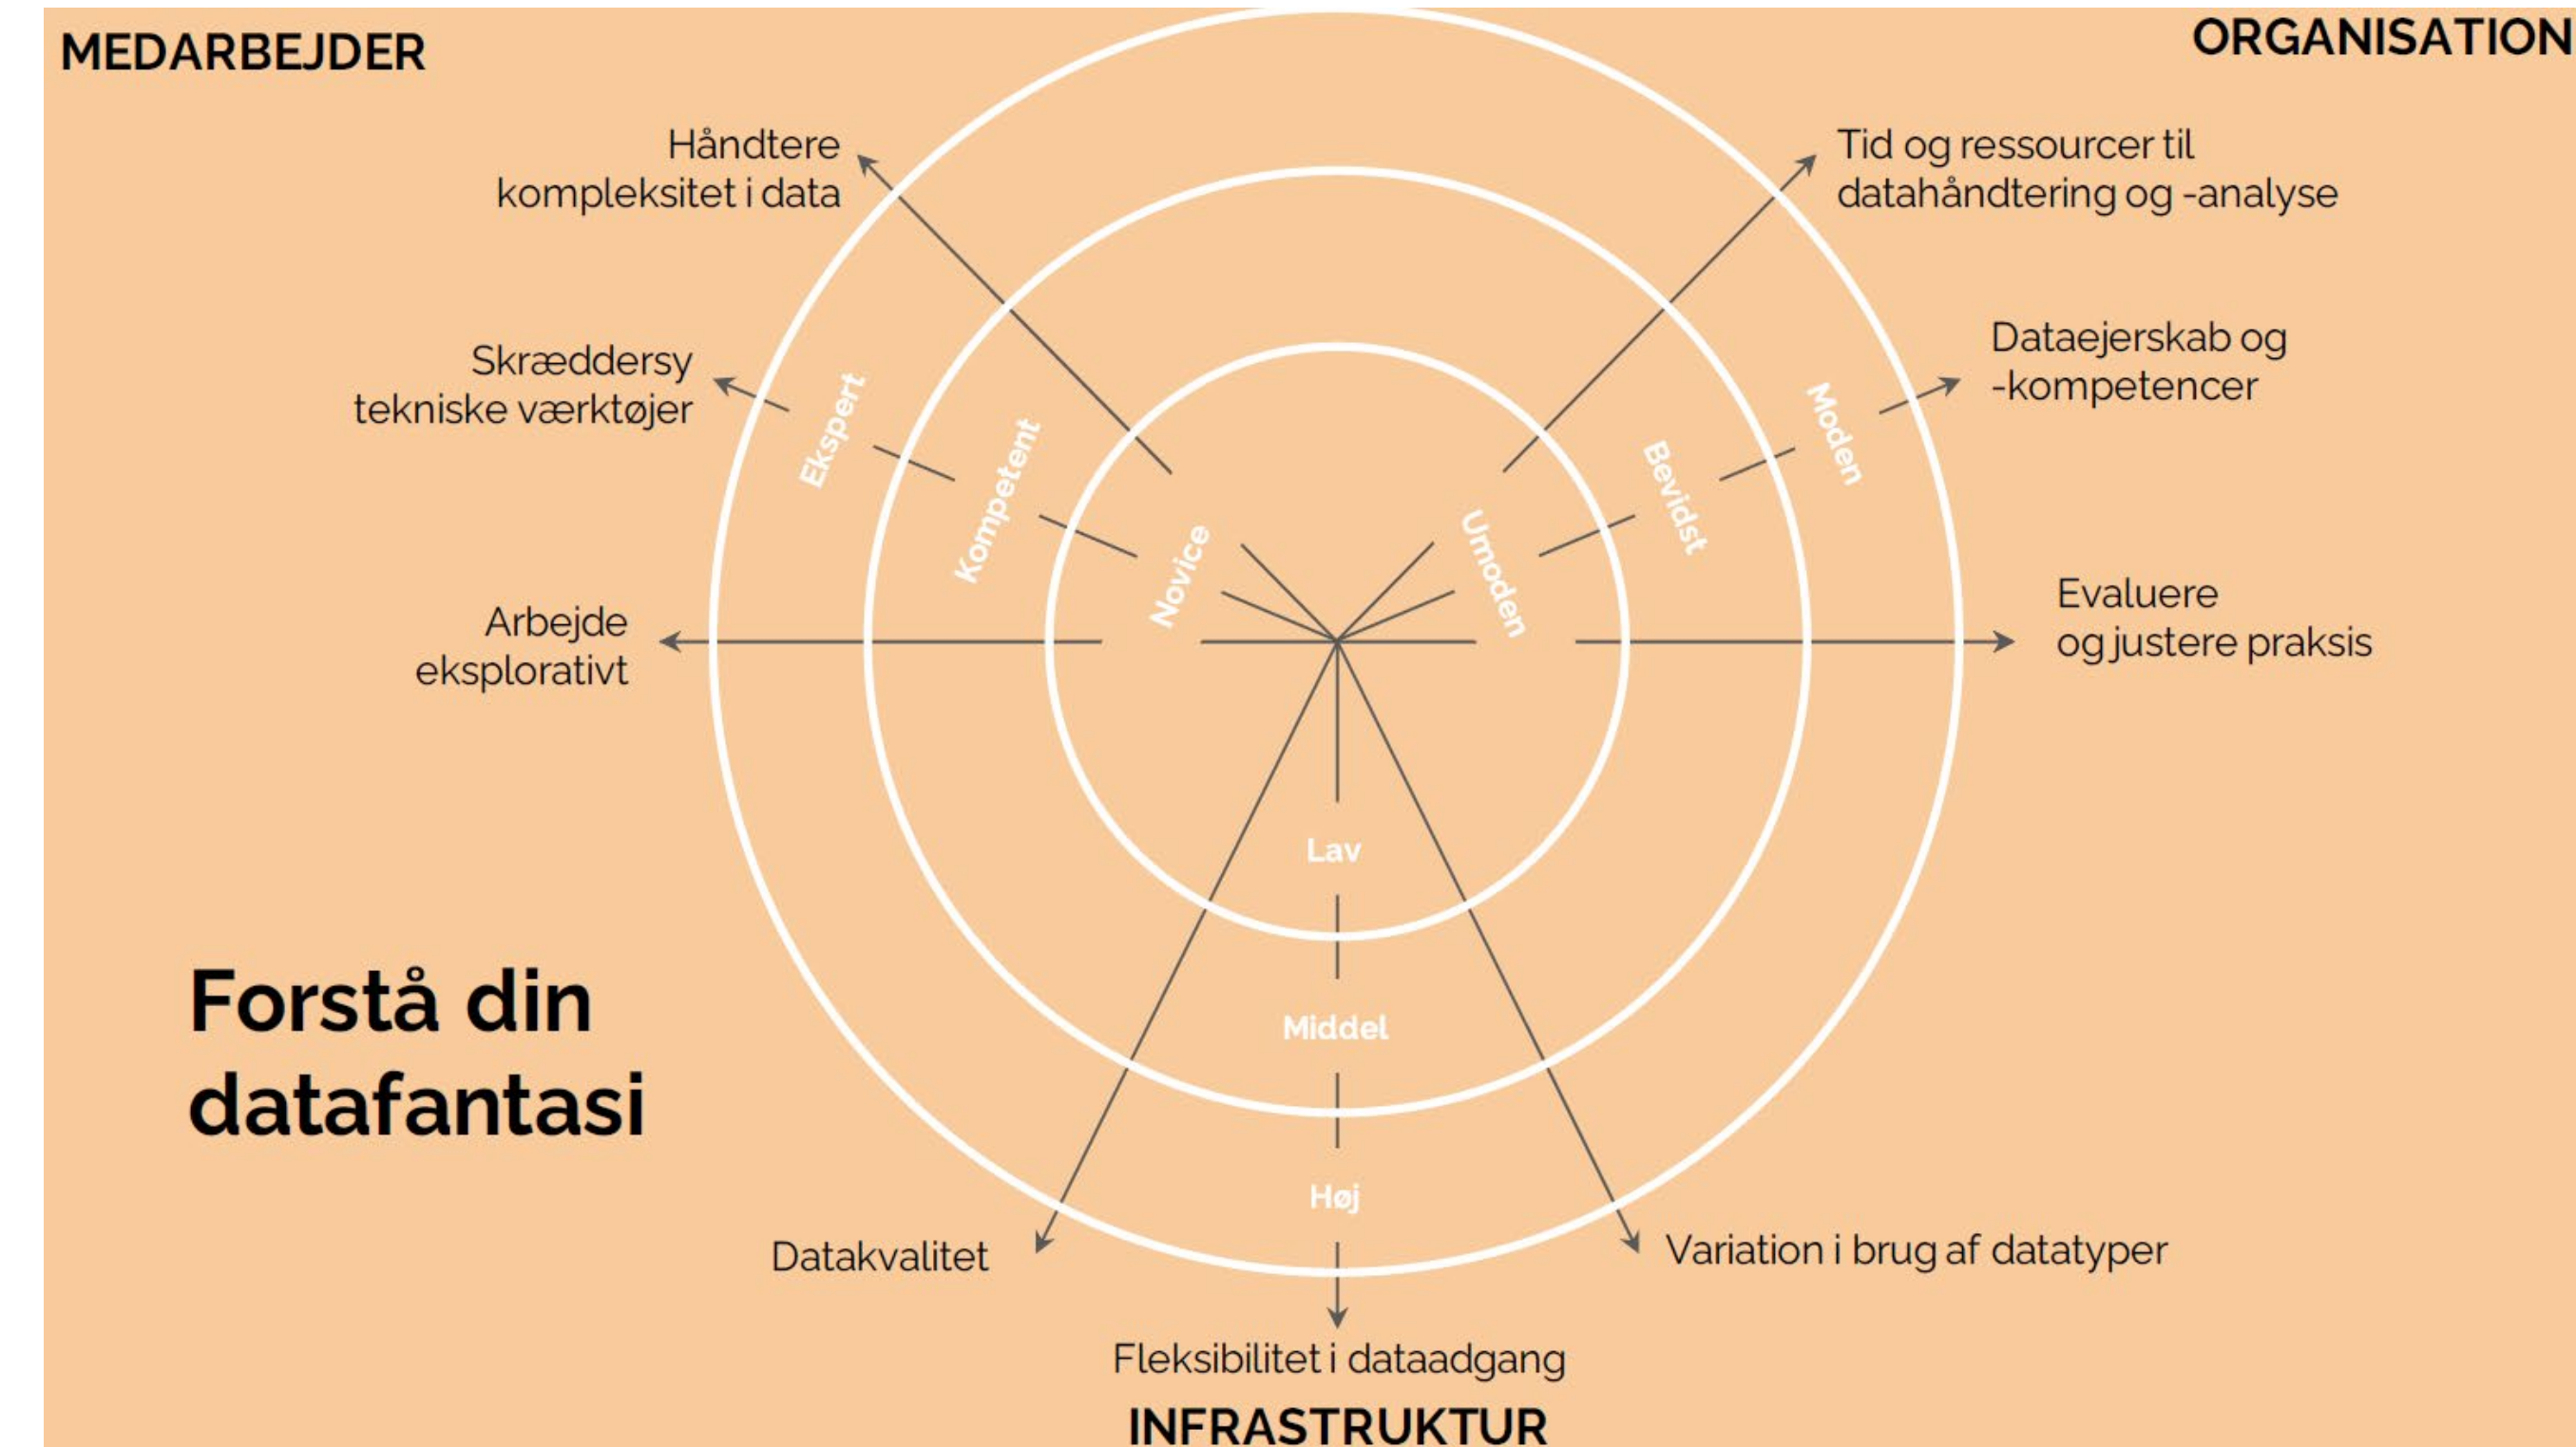 MEDARBEJDER
ORGANISATION
Håndtere
kompleksitet i data
Tid og ressourcer til
datahåndtering og -analyse
Skræddersy
tekniske værktøjer
Dataejerskab og
-kompetencer
Ekspert
Kompetent
Novice
Umoden
Bevidst
Moden
Arbejde
eksplorativt
Evaluere
og justere praksis
Lav
Middel
Høj
Forstå din
datafantasi
Datakvalitet
Variation i brug af datatyper
Fleksibilitet i dataadgang
INFRASTRUKTUR